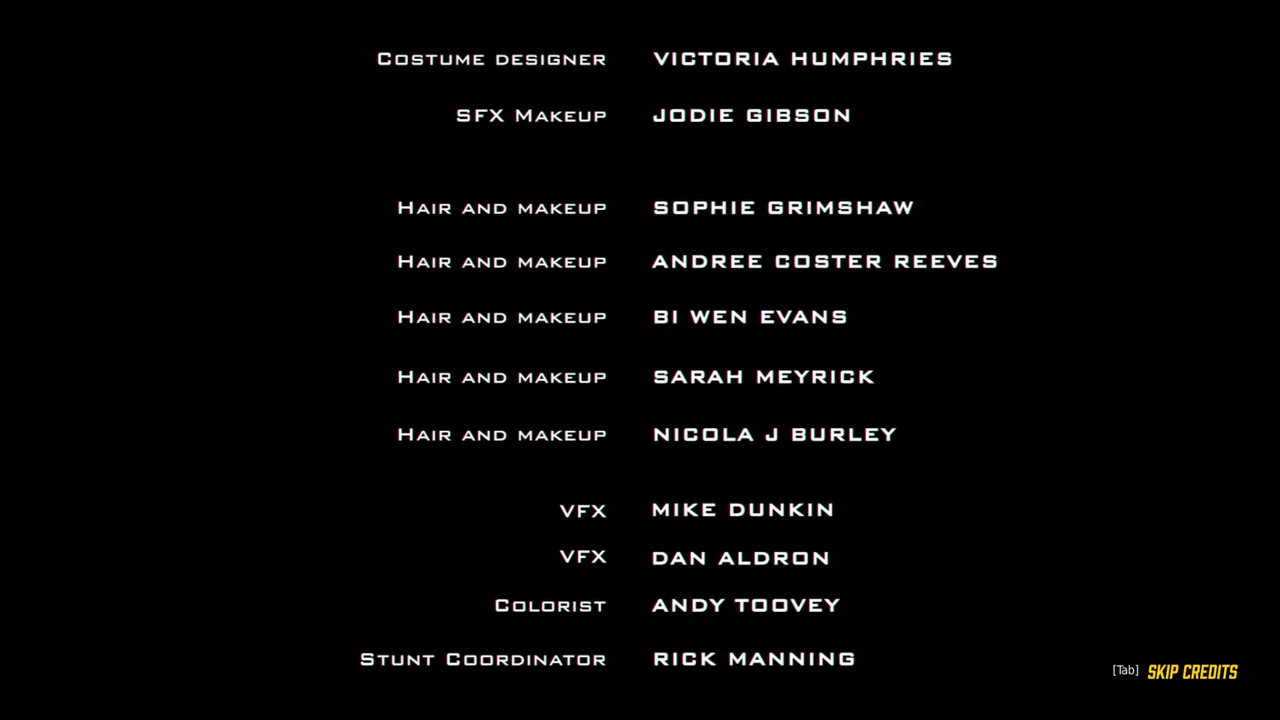 Costume designer VICTORIA HUMPHRIES
SFX Makeup JODIE GIBSON
Hair and makeup SOPHIE GRIMSHAW
Hair and makeup ANDREE COSTER REEVES
Hair and makeup BI WEN EVANS
Hair and makeup SARAH MEYRICK
Hair and makeup NICOLA J BURLEY
VFX MIKE DUNKIN
VFX DAN ALDRON
Colorist ANDY TOOVEY
Stunt Coordinator RICK MANNING
[Tab] SKIP CREDITS